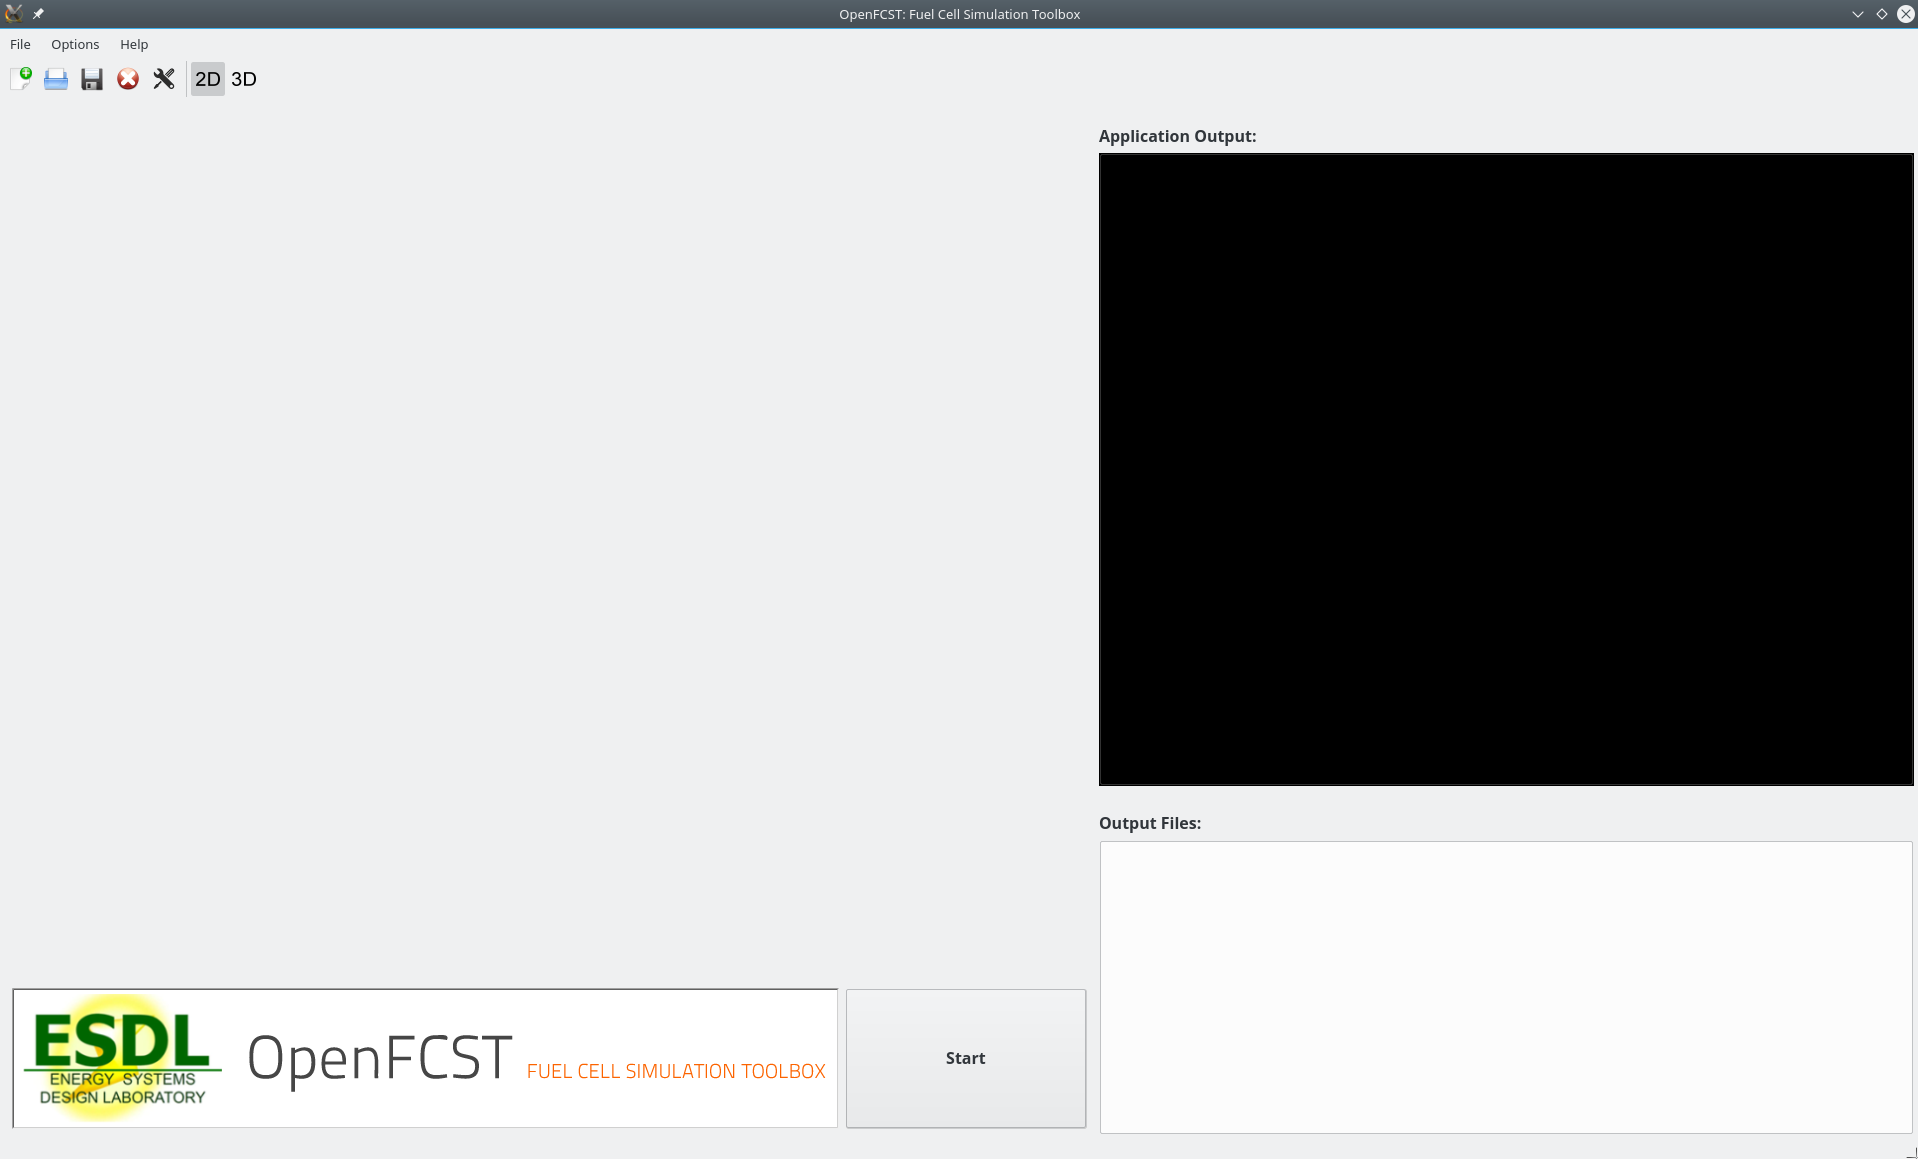 OpenFCST: Fuel Cell Simulation Toolbox
File Options Help
2D 3D
Application Output:
Output Files:
ESDL
ENERGY SYSTEMS
DESIGN LABORATORY
OpenFCST FUEL CELL SIMULATION TOOLBOX
Start